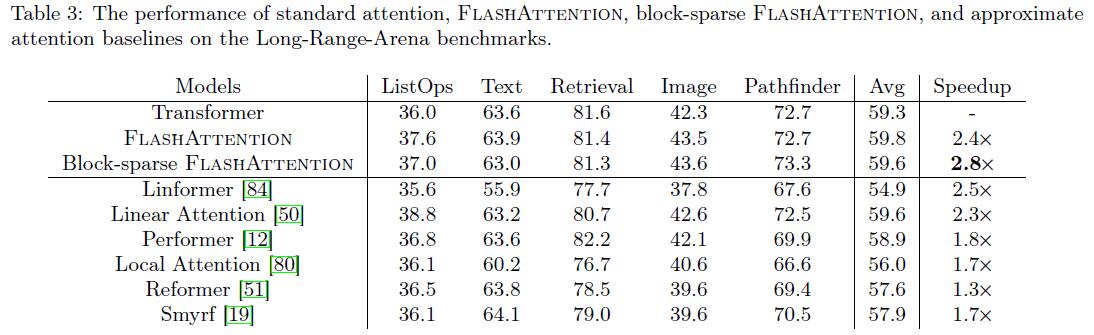 Table 3: The performance of standard attention, FLASHATTENTION, block-sparse FLASHATTENTION, and approximate
attention baselines on the Long-Range-Arena benchmarks.
Models ListOps Text Retrieval Image Pathfinder Avg Speedup
Transformer 36.0 63.6 81.6 42.3 72.7 59.3 -
FLASHATTENTION 37.6 63.9 81.4 43.5 72.7 59.8 2.4×
Block-sparse FLASHATTENTION 37.0 63.0 81.3 43.6 73.3 59.6 2.8×
Linformer [84] 35.6 55.9 77.7 37.8 67.6 54.9 2.5×
Linear Attention [50] 38.8 63.2 80.7 42.6 72.5 59.6 2.3×
Performer [12] 36.8 63.6 82.2 42.1 69.9 58.9 1.8×
Local Attention [80] 36.1 60.2 76.7 40.6 66.6 56.0 1.7×
Reformer [51] 36.5 63.8 78.5 39.6 69.4 57.6 1.3×
Smyrf [19] 36.1 64.1 79.0 39.6 70.5 57.9 1.7×